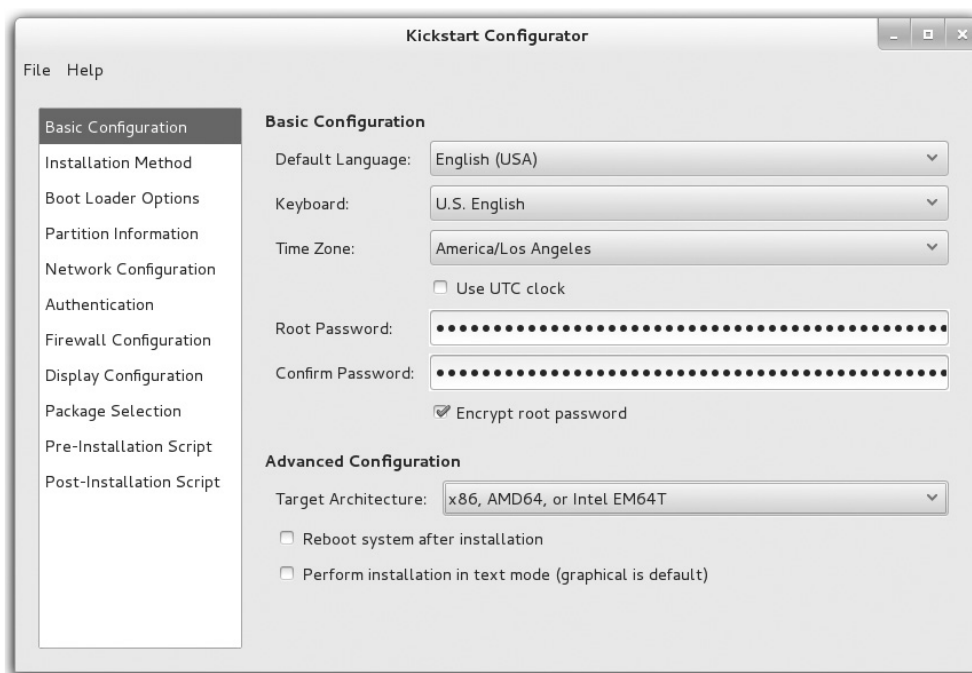 Kickstart Configurator
File Help
Basic Configuration
Installation Method
Boot Loader Options
Partition Information
Network Configuration
Authentication
Firewall Configuration
Display Configuration
Package Selection
Pre-Installation Script
Post-Installation Script
Basic Configuration
Default Language: English (USA)
Keyboard: U.S. English
Time Zone: America/Los Angeles
Use UTC clock
Root Password:
Confirm Password:
Encrypt root password
Advanced Configuration
Target Architecture: x86, AMD64, or Intel EM64T
Reboot system after installation
Perform installation in text mode (graphical is default)